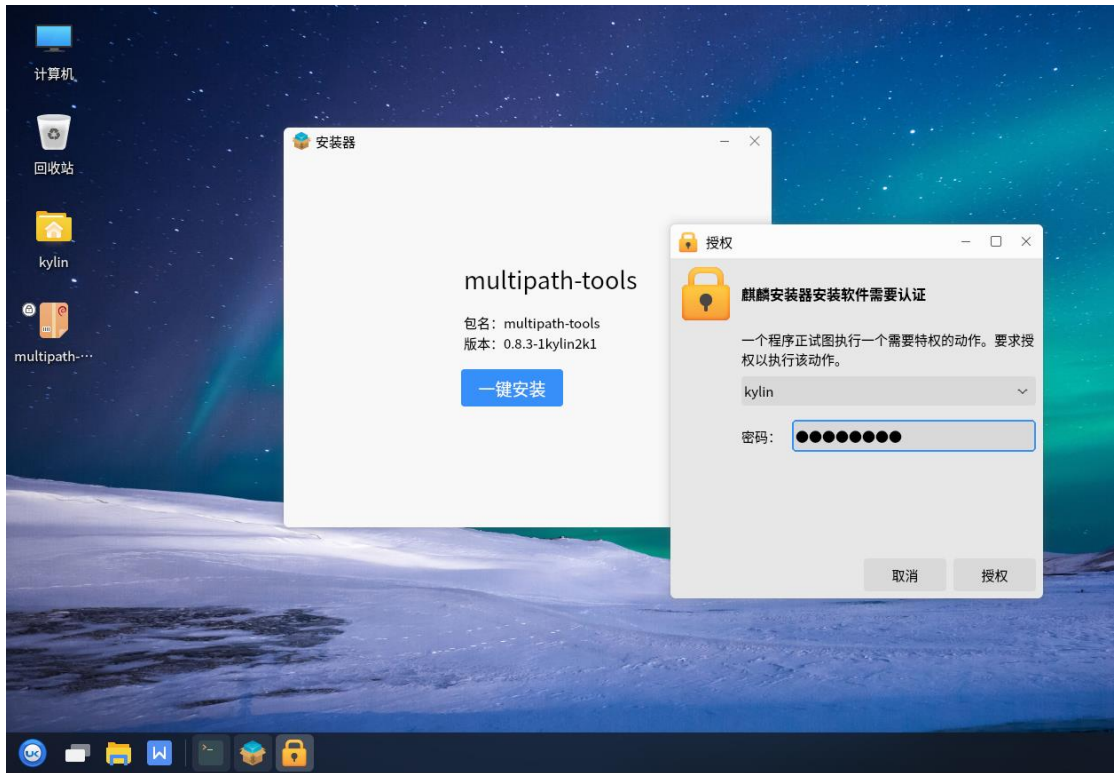 计算机
回收站
kylin
multipath-···
安装器
multipath-tools
包名：multipath-tools
版本：0.8.3-1kylin2k1
一键安装
授权
麒麟安装器安装软件需要认证
一个程序正试图执行一个需要特权的动作。要求授
权以执行该动作。
kylin
密码：
取消
授权